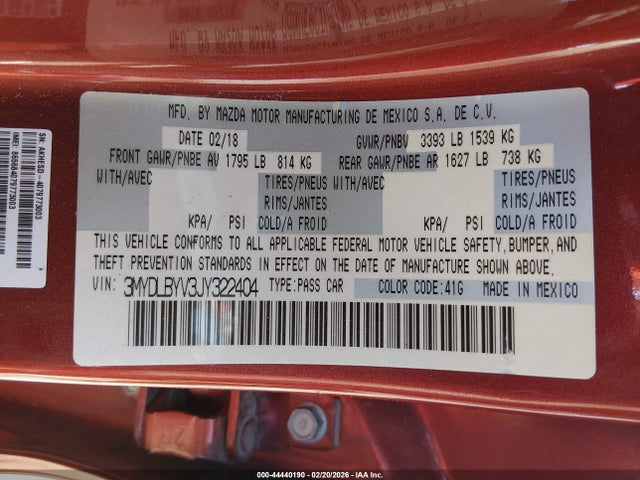 MFD. BY MAZDA MOTOR MANUFACTURING DE MEXICO S.A. DE C.V.
DATE 02/18 GVWR/PNBV 3393 LB 1539 KG
FRONT GAWR/PNBE AV 1795 LB 814 KG REAR GAWR/PNBE AR 1627 LB 738 KG
WITH/AVEC TIRES/PNEUS WITH/AVEC TIRES/PNEUS
RIMS/JANTES RIMS/JANTES
KPA/ PSI COLD/A FROID KPA/ PSI COLD/A FROID
THIS VEHICLE CONFORMS TO ALL APPLICABLE FEDERAL MOTOR VEHICLE SAFETY, BUMPER, AND
THEFT PREVENTION STANDARDS IN EFFECT ON THE DATE OF MANUFACTURE SHOWN ABOVE.
VIN: 3MYDLBYV3JY322404 TYPE:PASS CAR COLOR CODE:41G MADE IN MEXICO
000-44440190 - 02/20/2026 - IAA Inc.